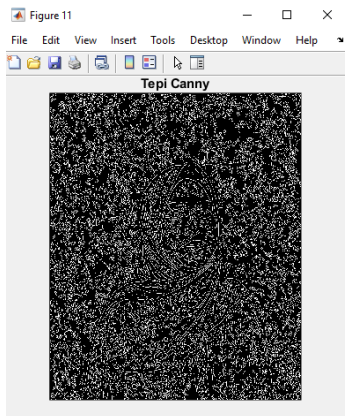 Figure 11
File Edit View Insert Tools Desktop Window Help
Tepi Canny